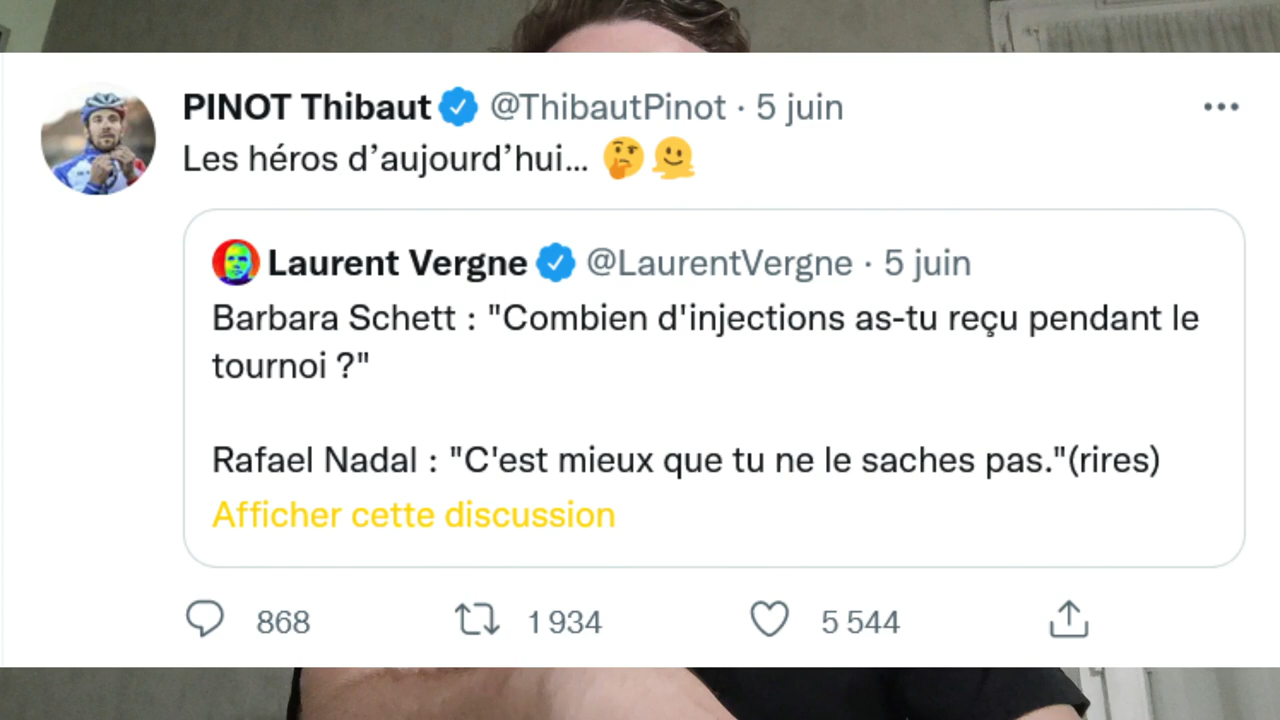 PINOT Thibaut @ThibautPinot · 5 juin
Les héros d’aujourd’hui... 🤔🫠
Laurent Vergne @LaurentVergne · 5 juin
Barbara Schett : "Combien d'injections as-tu reçu pendant le
tournoi ?"
Rafael Nadal : "C'est mieux que tu ne le saches pas."(rires)
Afficher cette discussion
868 1 934 5 544